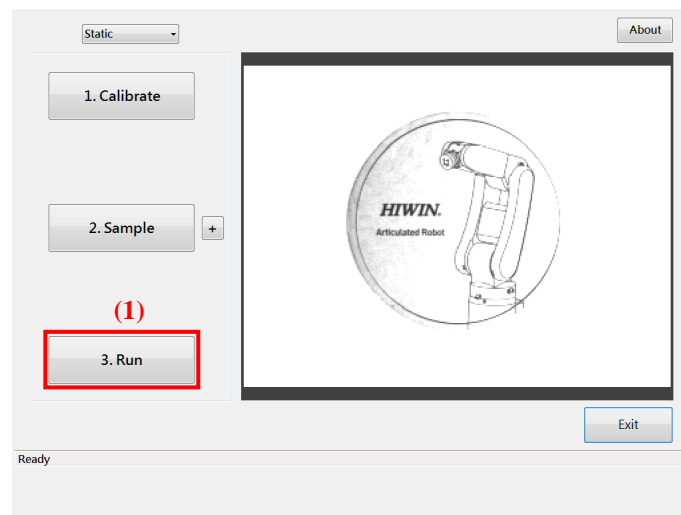 Static
About
1. Calibrate
2. Sample
+
HIWIN.
Articulated Robot
(1)
3. Run
Exit
Ready